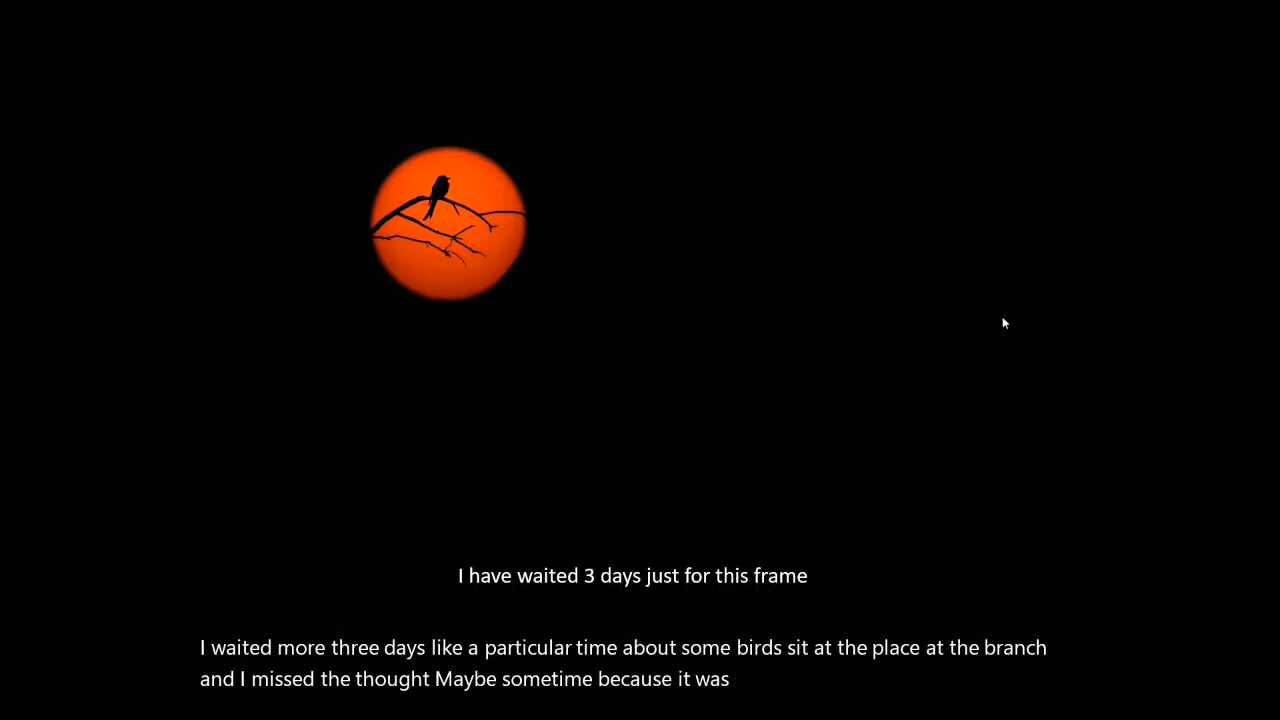 I have waited 3 days just for this frame
I waited more three days like a particular time about some birds sit at the place at the branch
and I missed the thought Maybe sometime because it was